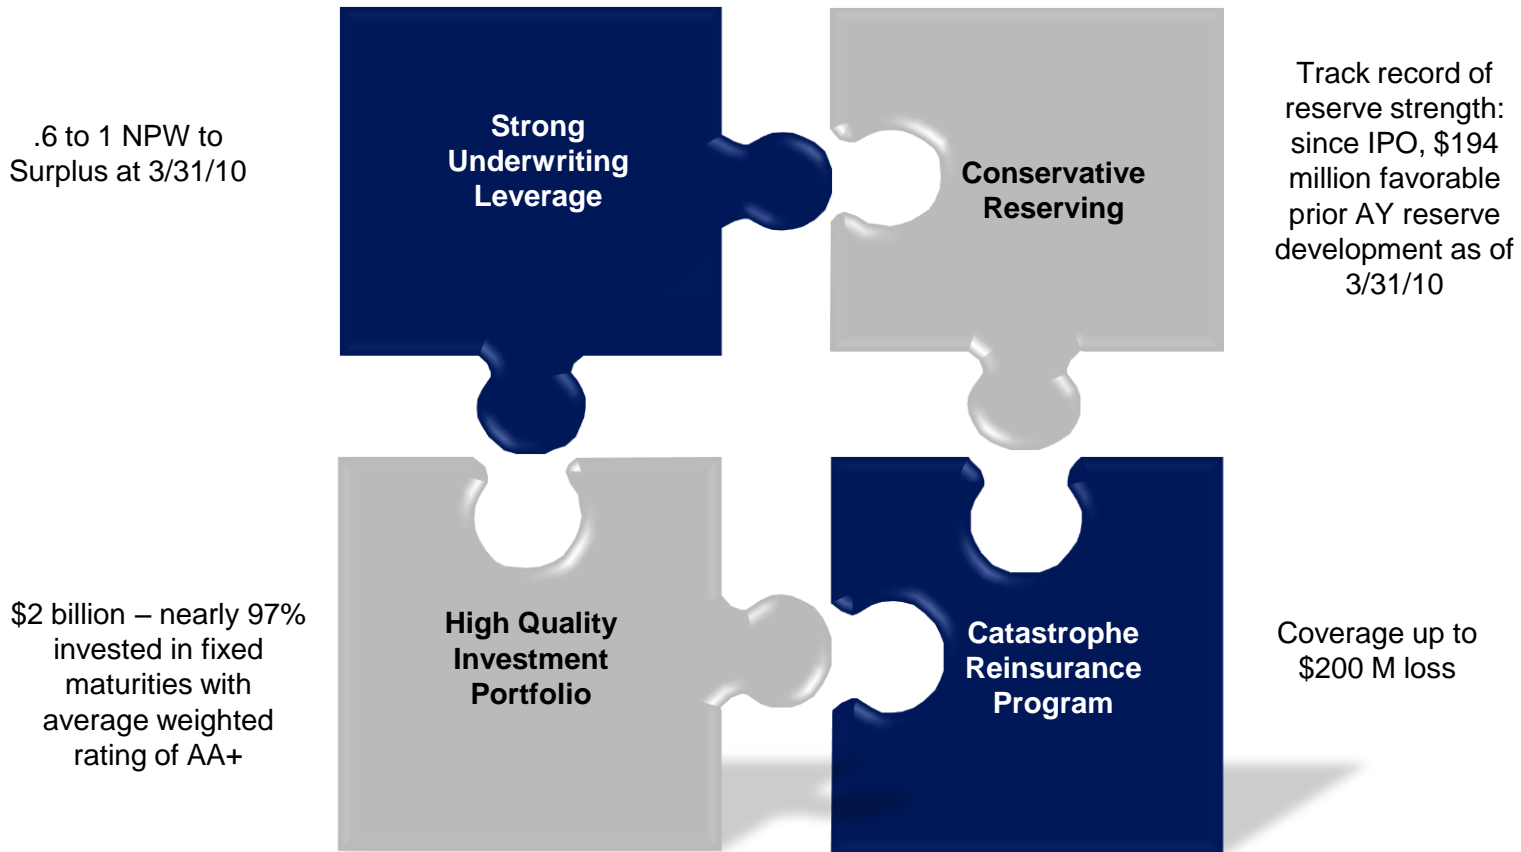 .6 to 1 NPW to
Surplus at 3/31/10
Strong
Underwriting
Leverage
Conservative
Reserving
Track record of
reserve strength:
since IPO, $194
million favorable
prior AY reserve
development as of
3/31/10
$2 billion – nearly 97%
invested in fixed
maturities with
average weighted
rating of AA+
High Quality
Investment
Portfolio
Catastrophe
Reinsurance
Program
Coverage up to
$200 M loss